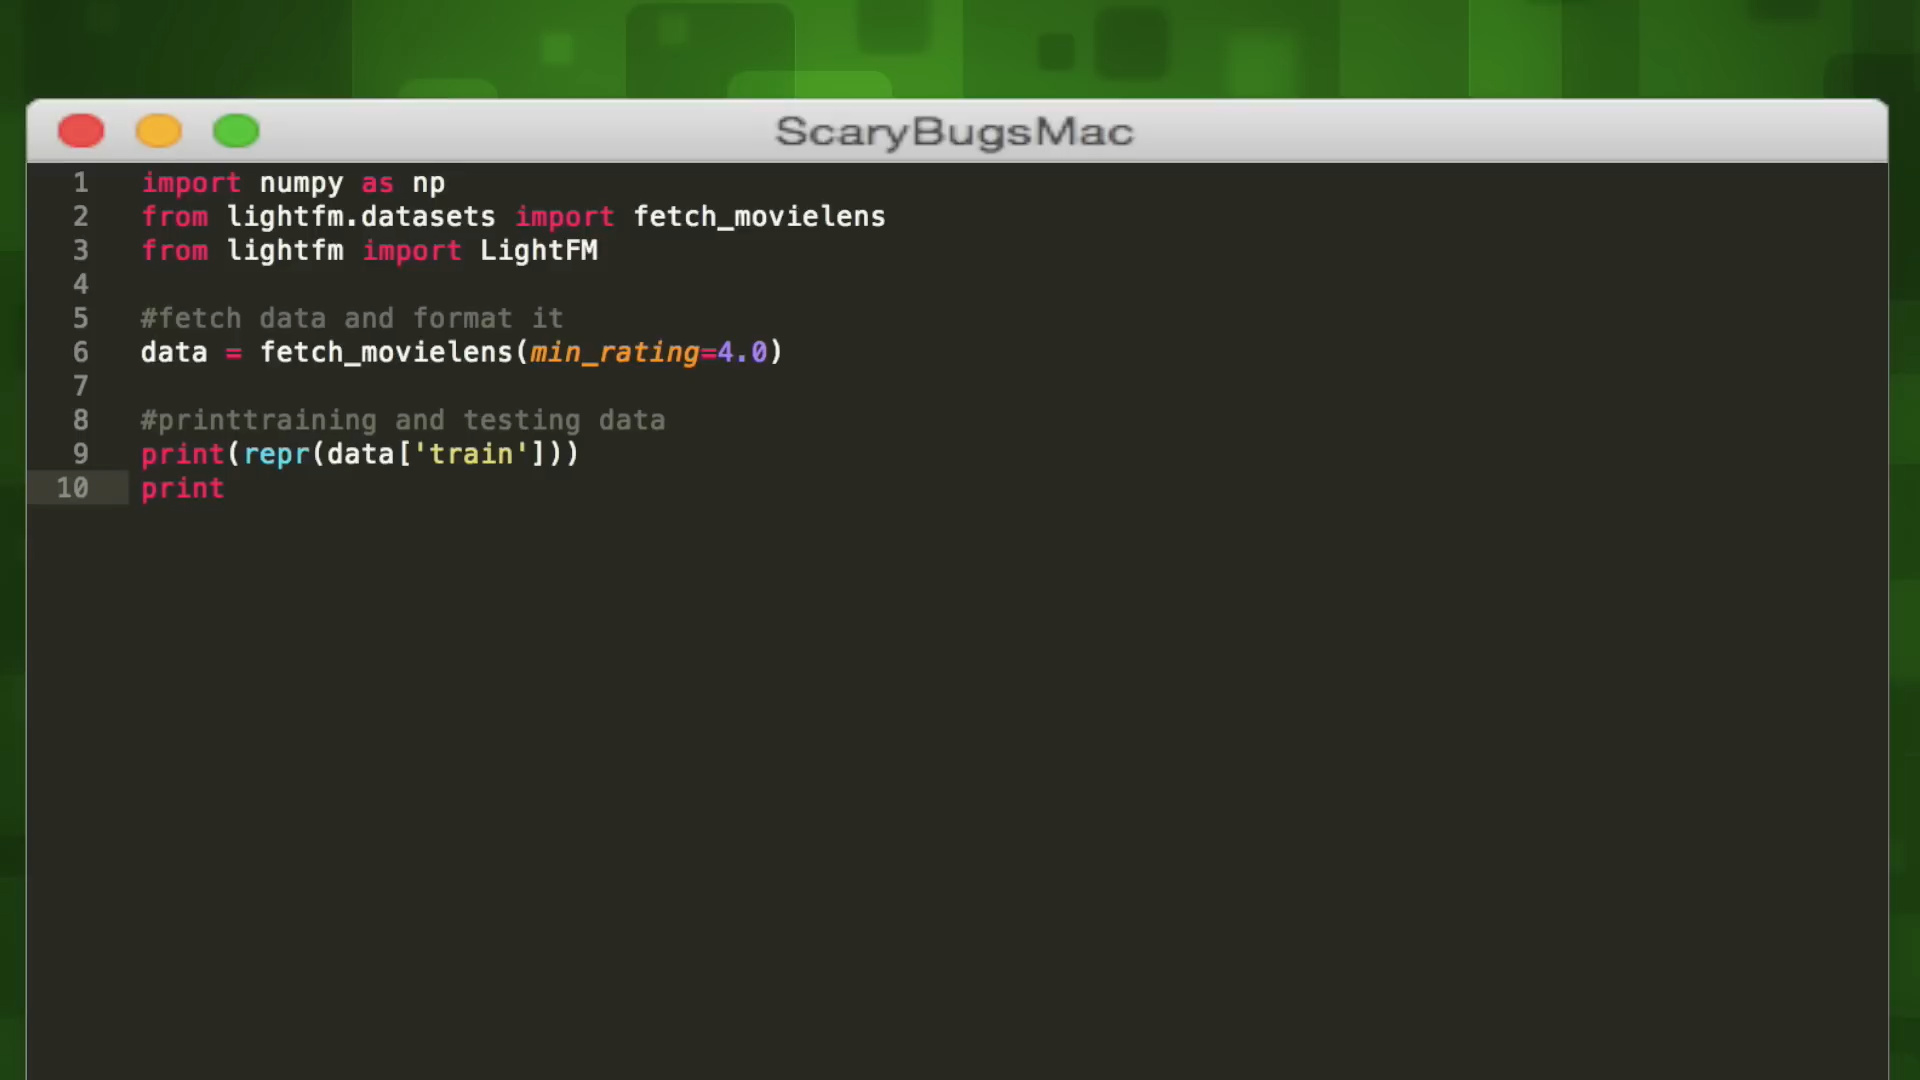 ScaryBugsMac
1 import numpy as np
2 from lightfm.datasets import fetch_movielens
3 from lightfm import LightFM
4
5 #fetch data and format it
6 data = fetch_movielens(min_rating=4.0)
7
8 #printtraining and testing data
9 print(repr(data['train']))
10 print